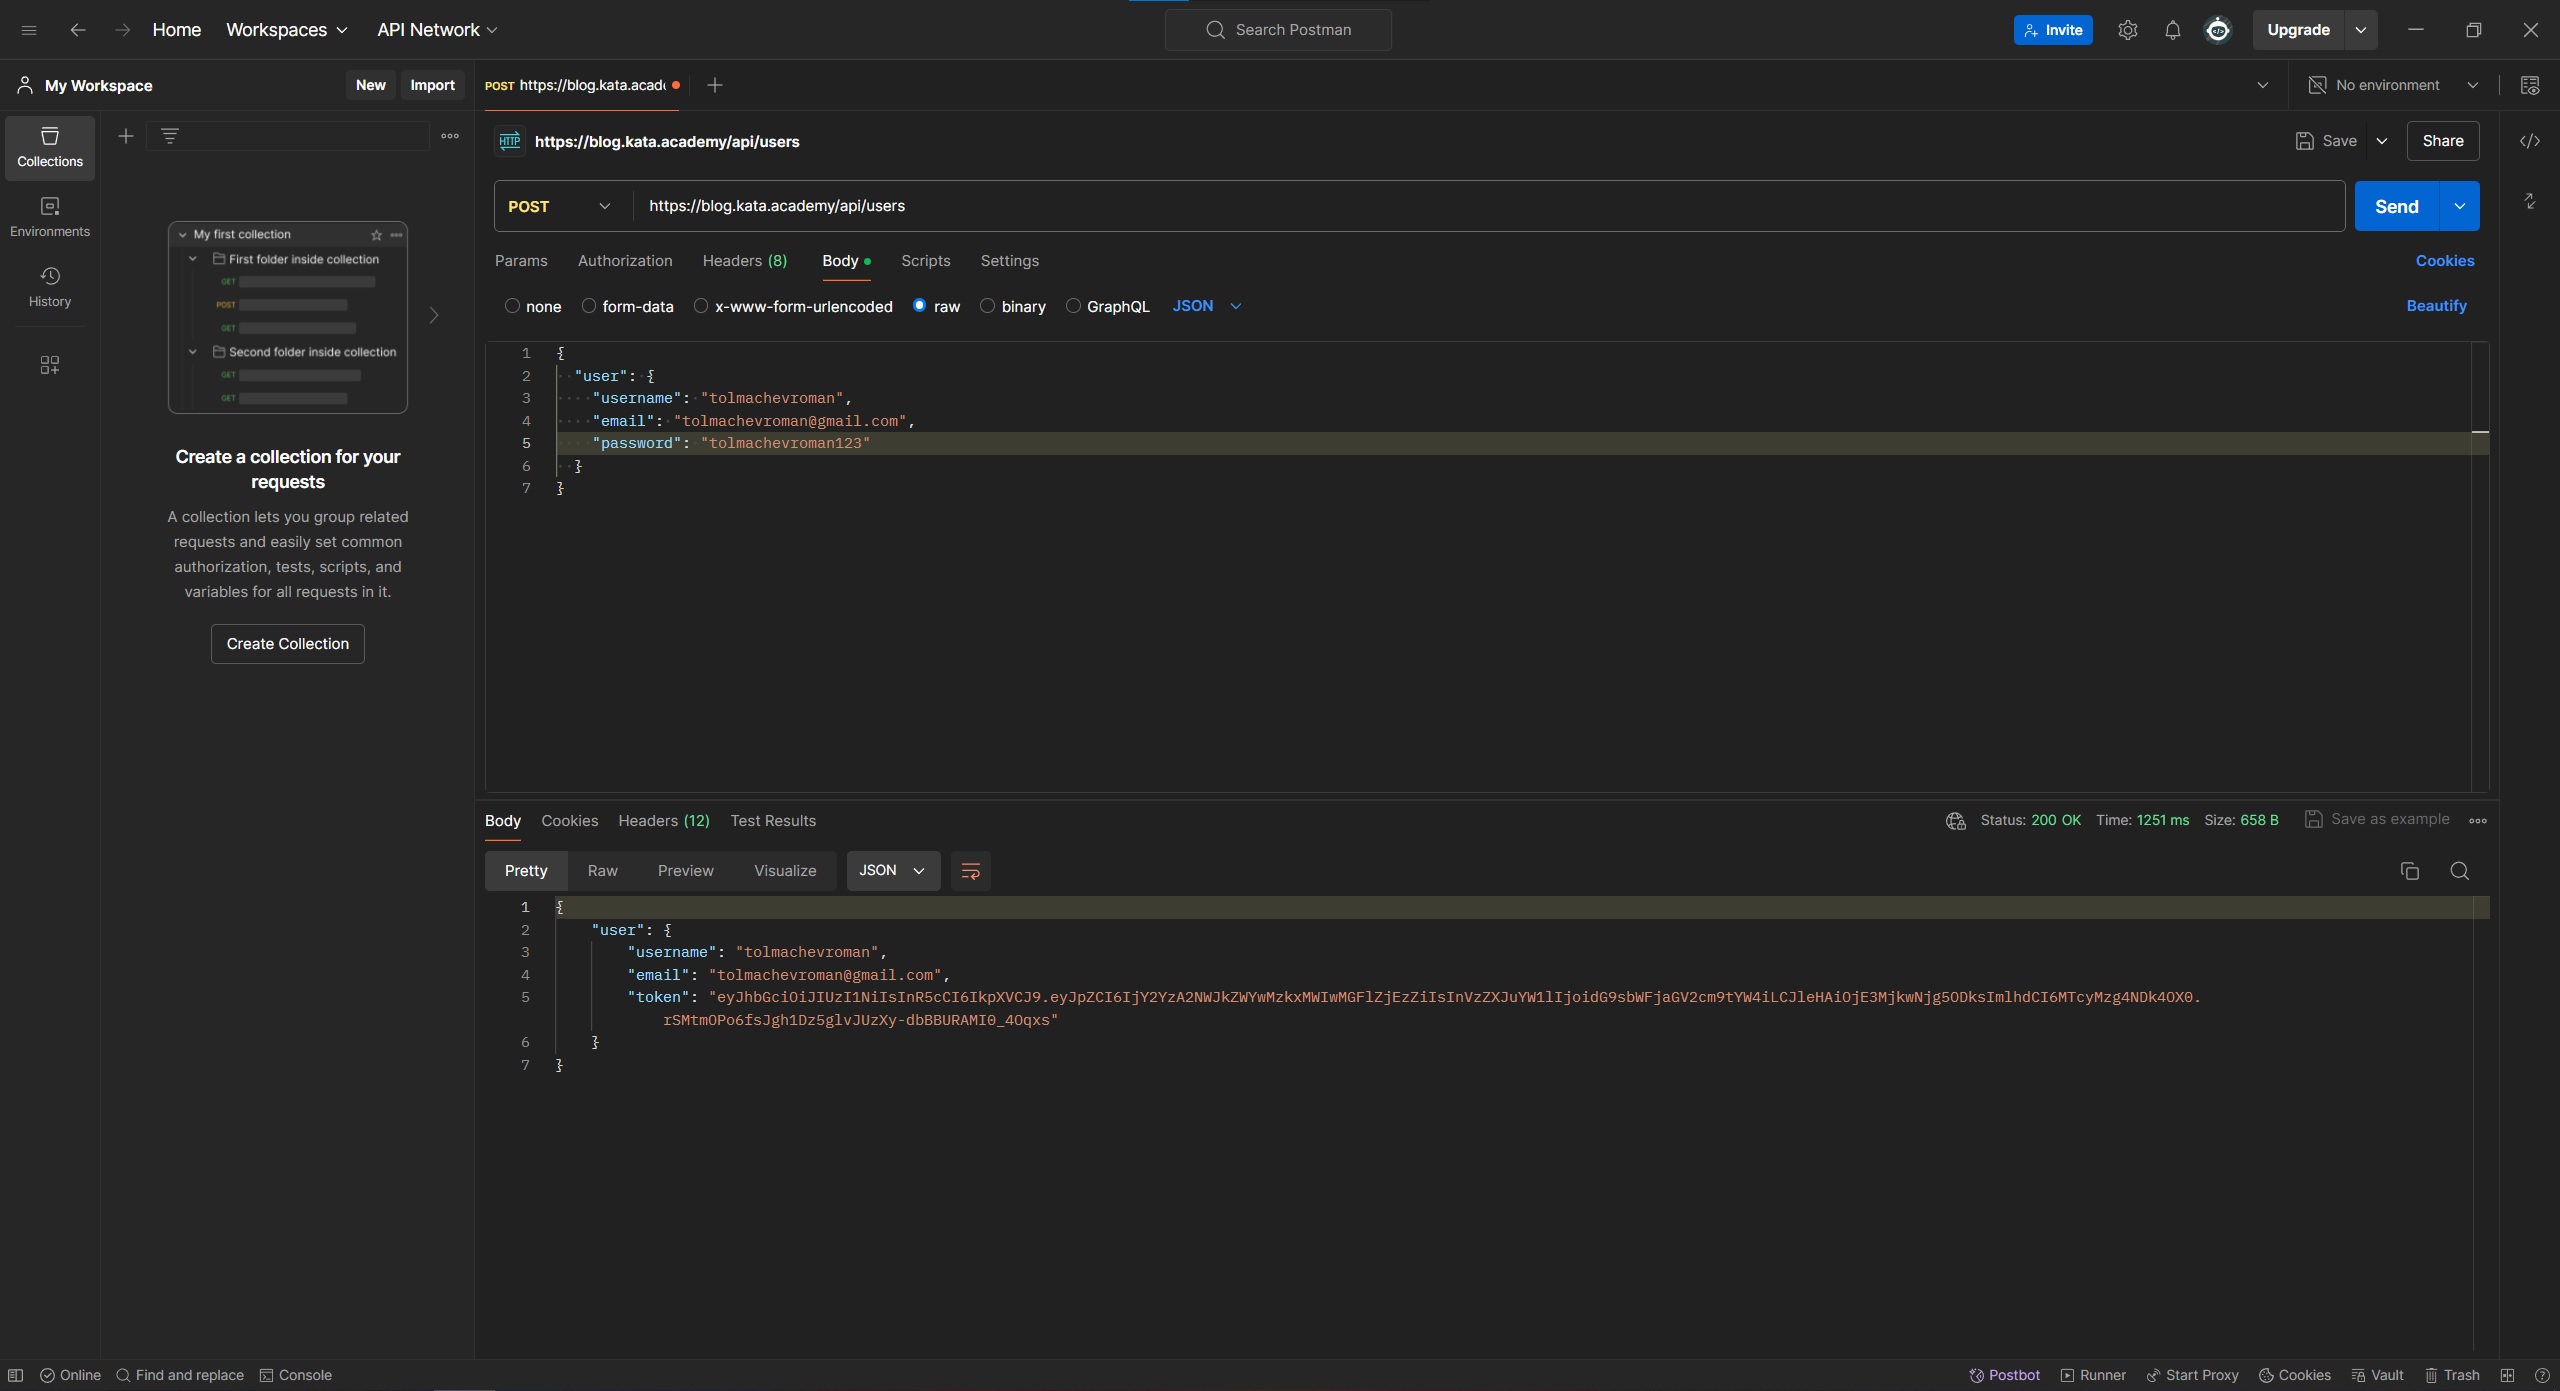 Home Workspaces API Network Search Postman Invite Upgrade
My Workspace New Import POST https://blog.kata.acad No environment
Collections
Environments
History
My first collection
First folder inside collection
GET
POST
GET
Second folder inside collection
GET
GET
Create a collection for your
requests
A collection lets you group related
requests and easily set common
authorization, tests, scripts, and
variables for all requests in it.
Create Collection
HTTP https://blog.kata.academy/api/users Save Share
POST https://blog.kata.academy/api/users Send
Params Authorization Headers (8) Body Scripts Settings Cookies
none form-data x-www-form-urlencoded raw binary GraphQL JSON Beautify
1 {
2 "user": {
3 "username": "tolmachevroman",
4 "email": "tolmachevroman@gmail.com",
5 "password": "tolmachevroman123"
6 }
7 }
Body Cookies Headers (12) Test Results Status: 200 OK Time: 1251 ms Size: 658 B Save as example
Pretty Raw Preview Visualize JSON
1 {
2 "user": {
3 "username": "tolmachevroman",
4 "email": "tolmachevroman@gmail.com",
5 "token": "eyJhbGciOiJIUzI1NiIsInR5cCI6IkpXVCJ9.eyJpZCI6IjY2YzA2NWJkZWYwMzkxMWIwMGFlZjEzZiIsInVzZXJuYW1lIjoidG9sbWFjaGV2cm9tYW4iLCJleHAiOjE3MjkwNjg5ODksImlhdCI6MTcyMzg4NDk4OX0.
rSMtmOPo6fsJgh1Dz5glvJUzXy-dbBBURAMI0_4Oqxs"
6 }
7 }
Online Find and replace Console Postbot Runner Start Proxy Cookies Vault Trash